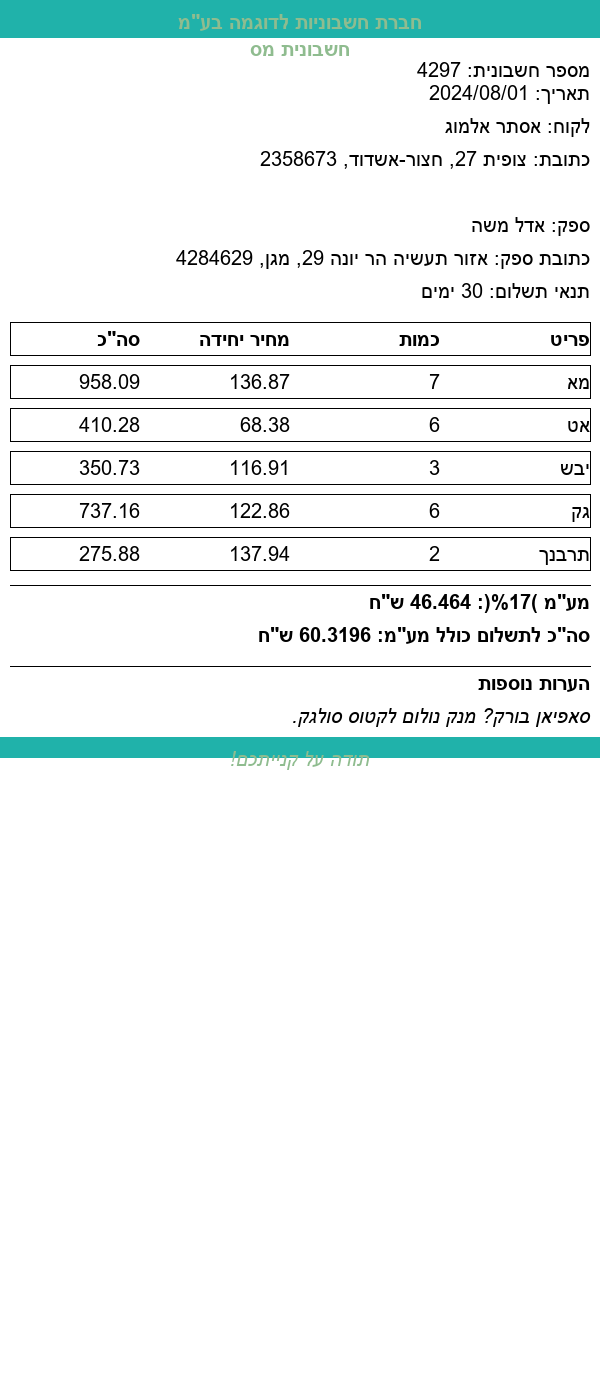 חברת חשבוניות לדוגמה בע"מ
חשבונית מס
מספר חשבונית: 4297
תאריך: 2024/08/01
לקוח: אסתר אלמוג
כתובת: צופית 27, חצור-אשדוד, 2358673
ספק: אדל משה
כתובת ספק: אזור תעשיה הר יונה 29, מגן, 4284629
תנאי תשלום: 30 ימים
פריט כמות מחיר יחידה סה"כ
מא 7 136.87 958.09
אט 6 68.38 410.28
יבש 3 116.91 350.73
גק 6 122.86 737.16
תרבנך 2 137.94 275.88
מע"מ )17%(: 46.464 ש"ח
סה"כ לתשלום כולל מע"מ: 60.3196 ש"ח
הערות נוספות
סאפיאן בורק? מנק נולום לקטוס סולגק.
תודה על קנייתכם!